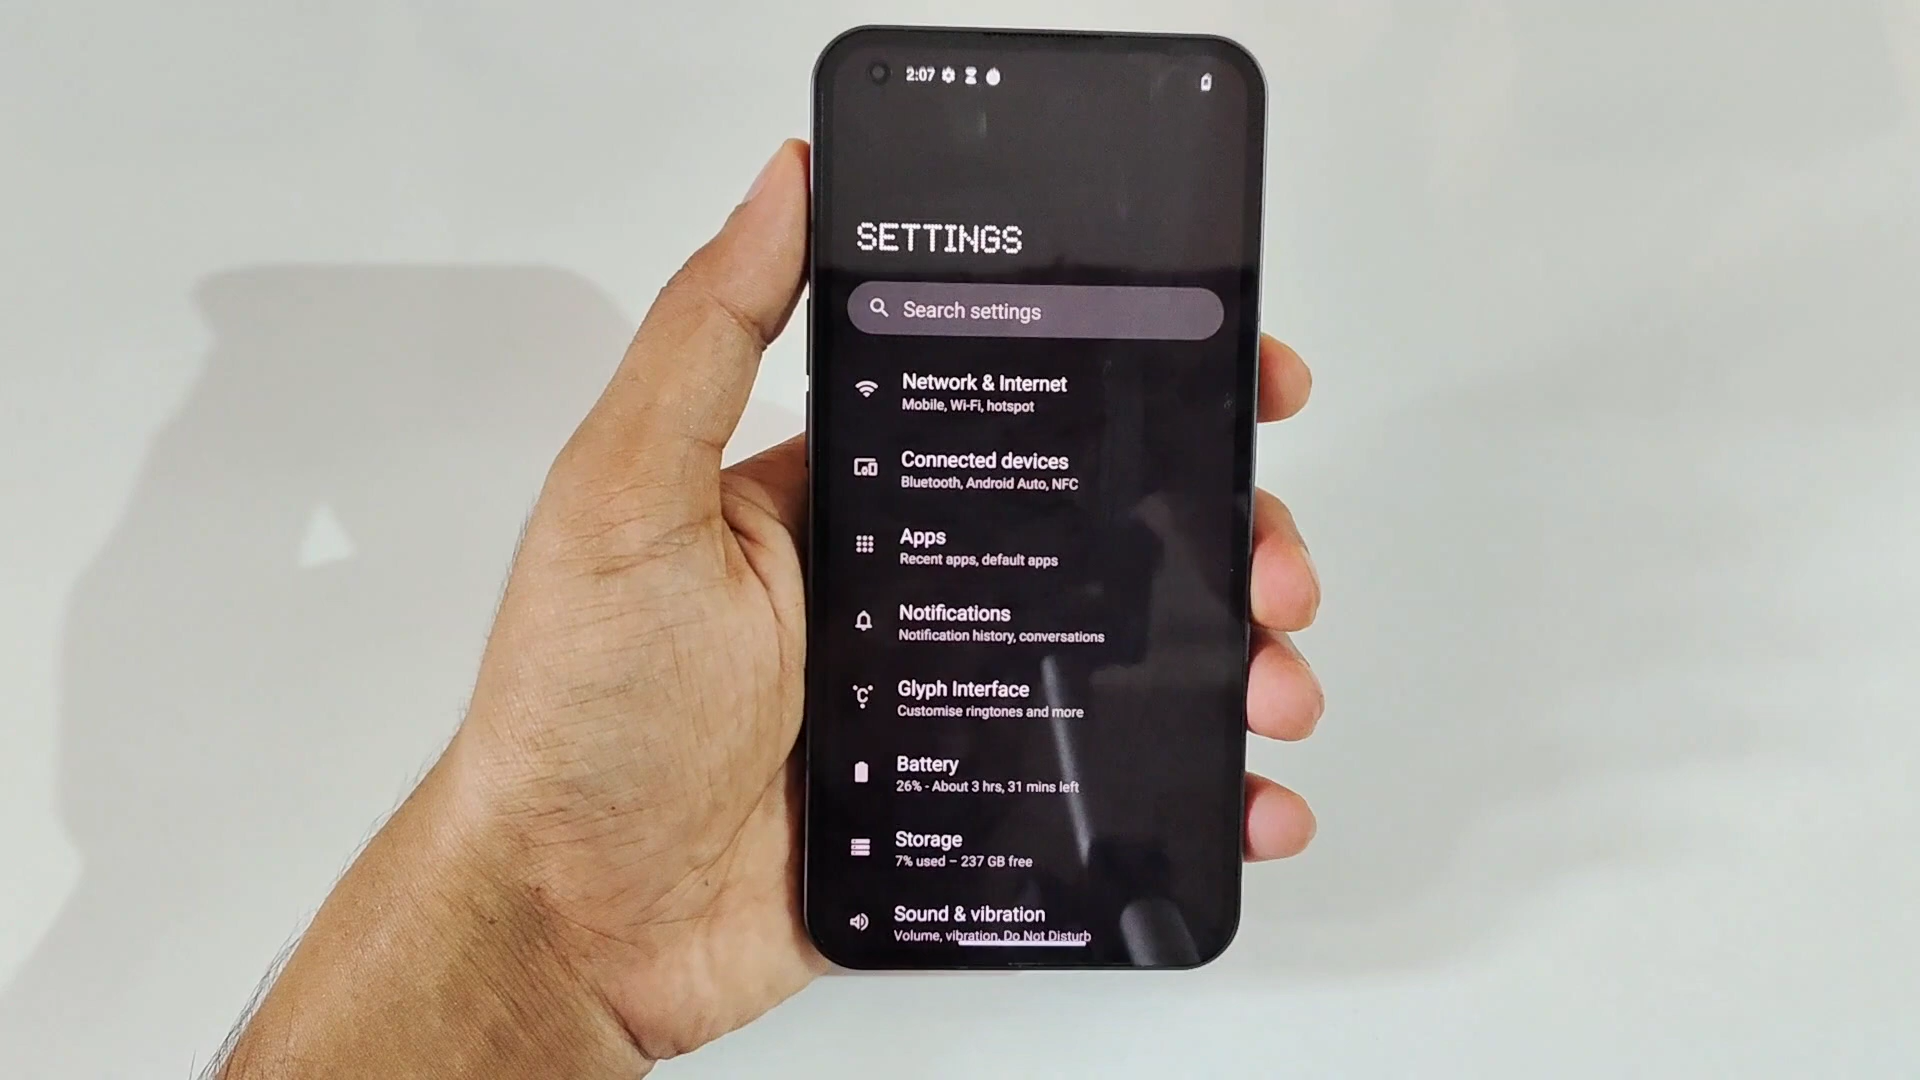 2:07
SETTINGS
Search settings
Network & Internet
Mobile, Wi-Fi, hotspot
Connected devices
Bluetooth, Android Auto, NFC
Apps
Recent apps, default apps
Notifications
Notification history, conversations
Glyph Interface
Customise ringtones and more
Battery
26% - About 3 hrs, 31 mins left
Storage
7% used – 237 GB free
Sound & vibration
Volume, vibration, Do Not Disturb